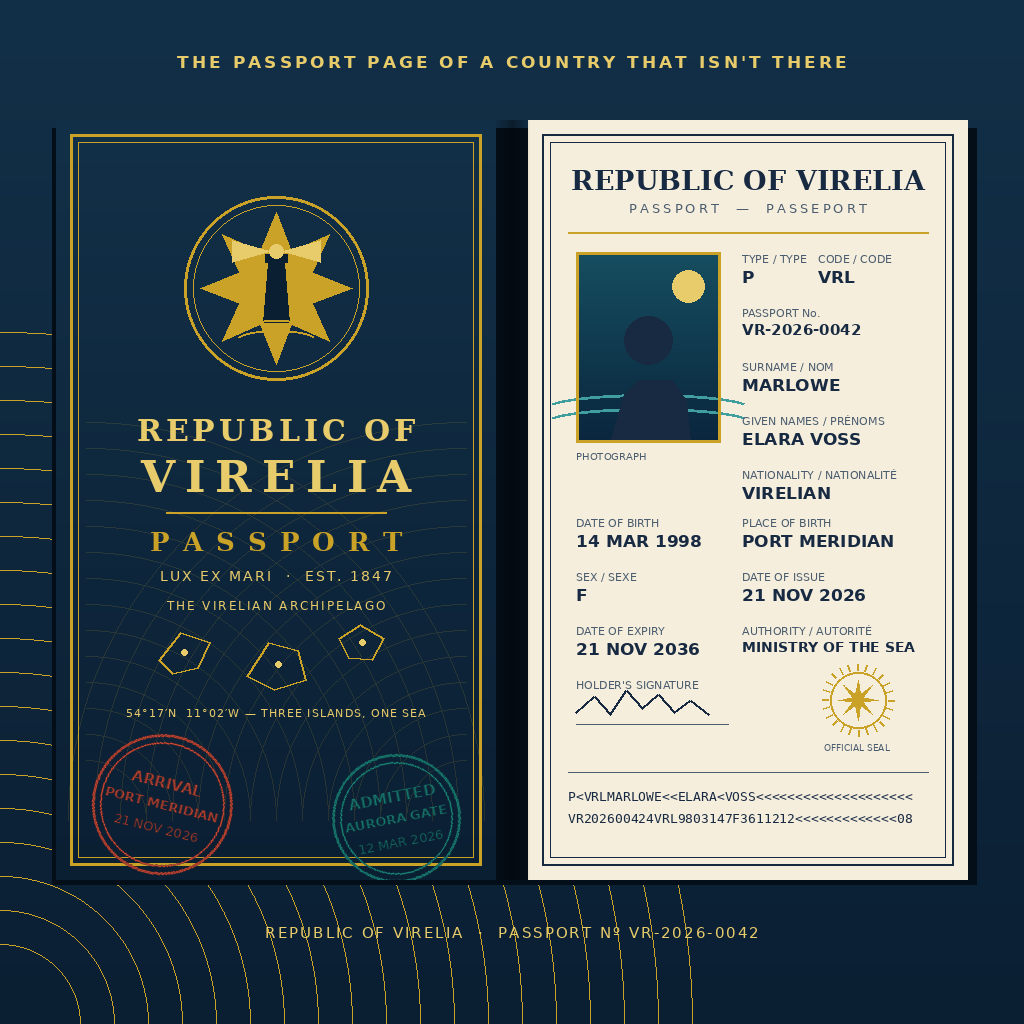 THE PASSPORT PAGE OF A COUNTRY THAT ISN'T THERE
REPUBLIC OF
VIRELIA
PASSPORT
LUX EX MARI · EST. 1847
THE VIRELIAN ARCHIPELAGO
54°17′N 11°02′W — THREE ISLANDS, ONE SEA
ARRIVAL
PORT MERIDIAN
21 NOV 2026
ADMITTED
AURORA GATE
12 MAR 2026
REPUBLIC OF VIRELIA
PASSPORT — PASSEPORT
TYPE / TYPE CODE / CODE
P VRL
PASSPORT No.
VR-2026-0042
SURNAME / NOM
MARLOWE
GIVEN NAMES / PRÉNOMS
ELARA VOSS
PHOTOGRAPH
NATIONALITY / NATIONALITÉ
VIRELIAN
DATE OF BIRTH PLACE OF BIRTH
14 MAR 1998 PORT MERIDIAN
SEX / SEXE DATE OF ISSUE
F 21 NOV 2026
DATE OF EXPIRY AUTHORITY / AUTORITÉ
21 NOV 2036 MINISTRY OF THE SEA
HOLDER'S SIGNATURE
OFFICIAL SEAL
P<VRLMARLOWE<<ELARA<VOSS<<<<<<<<<<<<<<<<<<<<
VR202600424VRL9803147F3611212<<<<<<<<<<<<<08
REPUBLIC OF VIRELIA · PASSPORT Nº VR-2026-0042